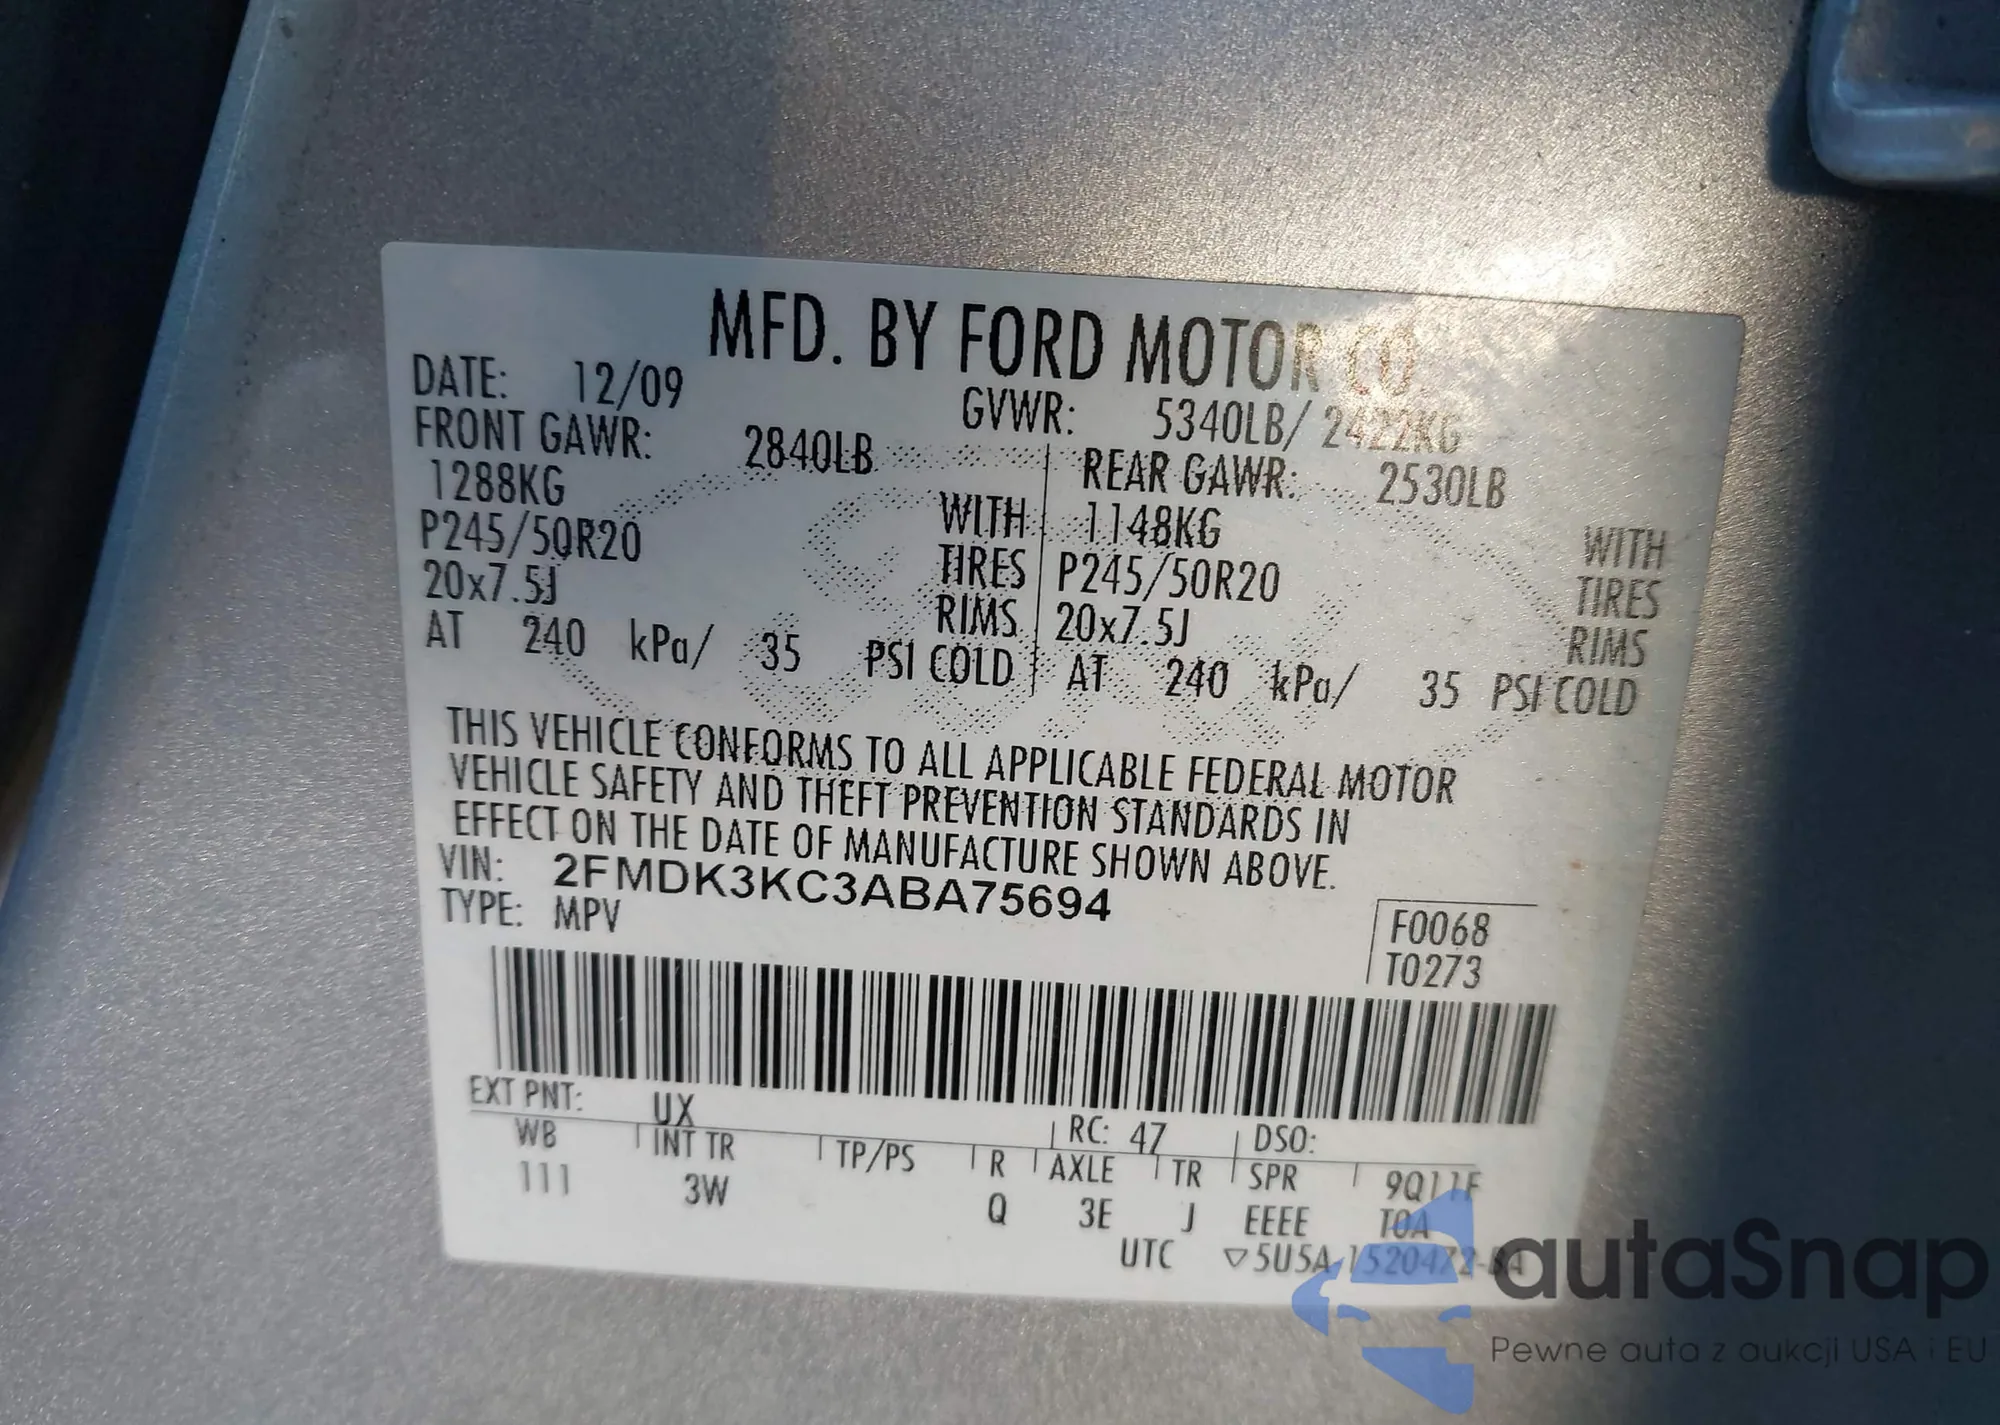 MFD. BY FORD MOTOR CO
DATE: 12/09 GVWR: 5340LB/ 2422KG
FRONT GAWR: 2840LB REAR GAWR: 2530LB
1288KG WITH 1148KG WITH
P245/50R20 TIRES P245/50R20 TIRES
20x7.5J RIMS 20x7.5J RIMS
AT 240 kPa/ 35 PSI COLD AT 240 kPa/ 35 PSI COLD
THIS VEHICLE CONFORMS TO ALL APPLICABLE FEDERAL MOTOR
VEHICLE SAFETY AND THEFT PREVENTION STANDARDS IN
EFFECT ON THE DATE OF MANUFACTURE SHOWN ABOVE.
VIN: 2FMDK3KC3ABA75694
TYPE: MPV
F0068
T0273
EXT PNT: UX RC: 47 DSO:
WB INT TR TP/PS R AXLE TR SPR 9Q11F
111 3W Q 3E J EEEE TOA
UTC ▽5U5A-1520472-BA
autaSnap
Pewne auta z aukcji USA i EU